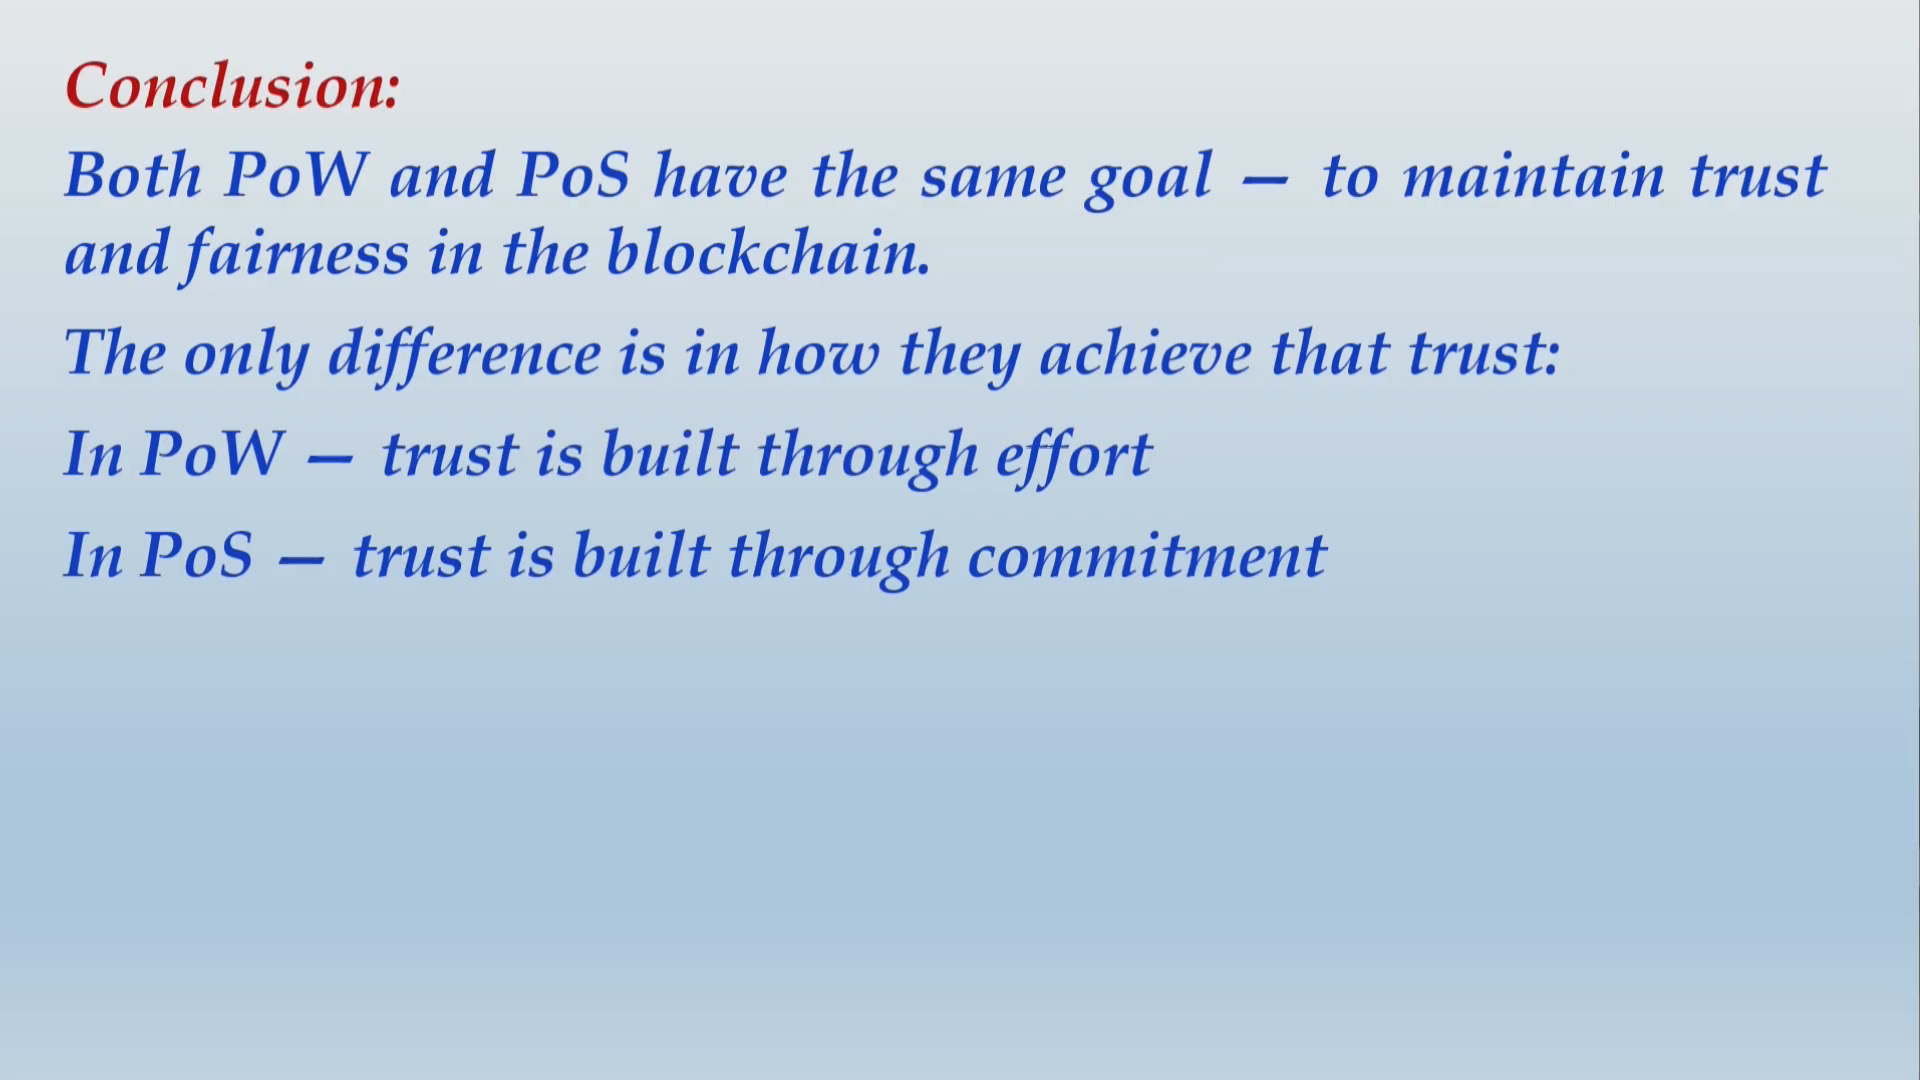 Conclusion:
Both PoW and PoS have the same goal — to maintain trust
and fairness in the blockchain.
The only difference is in how they achieve that trust:
In PoW — trust is built through effort
In PoS — trust is built through commitment